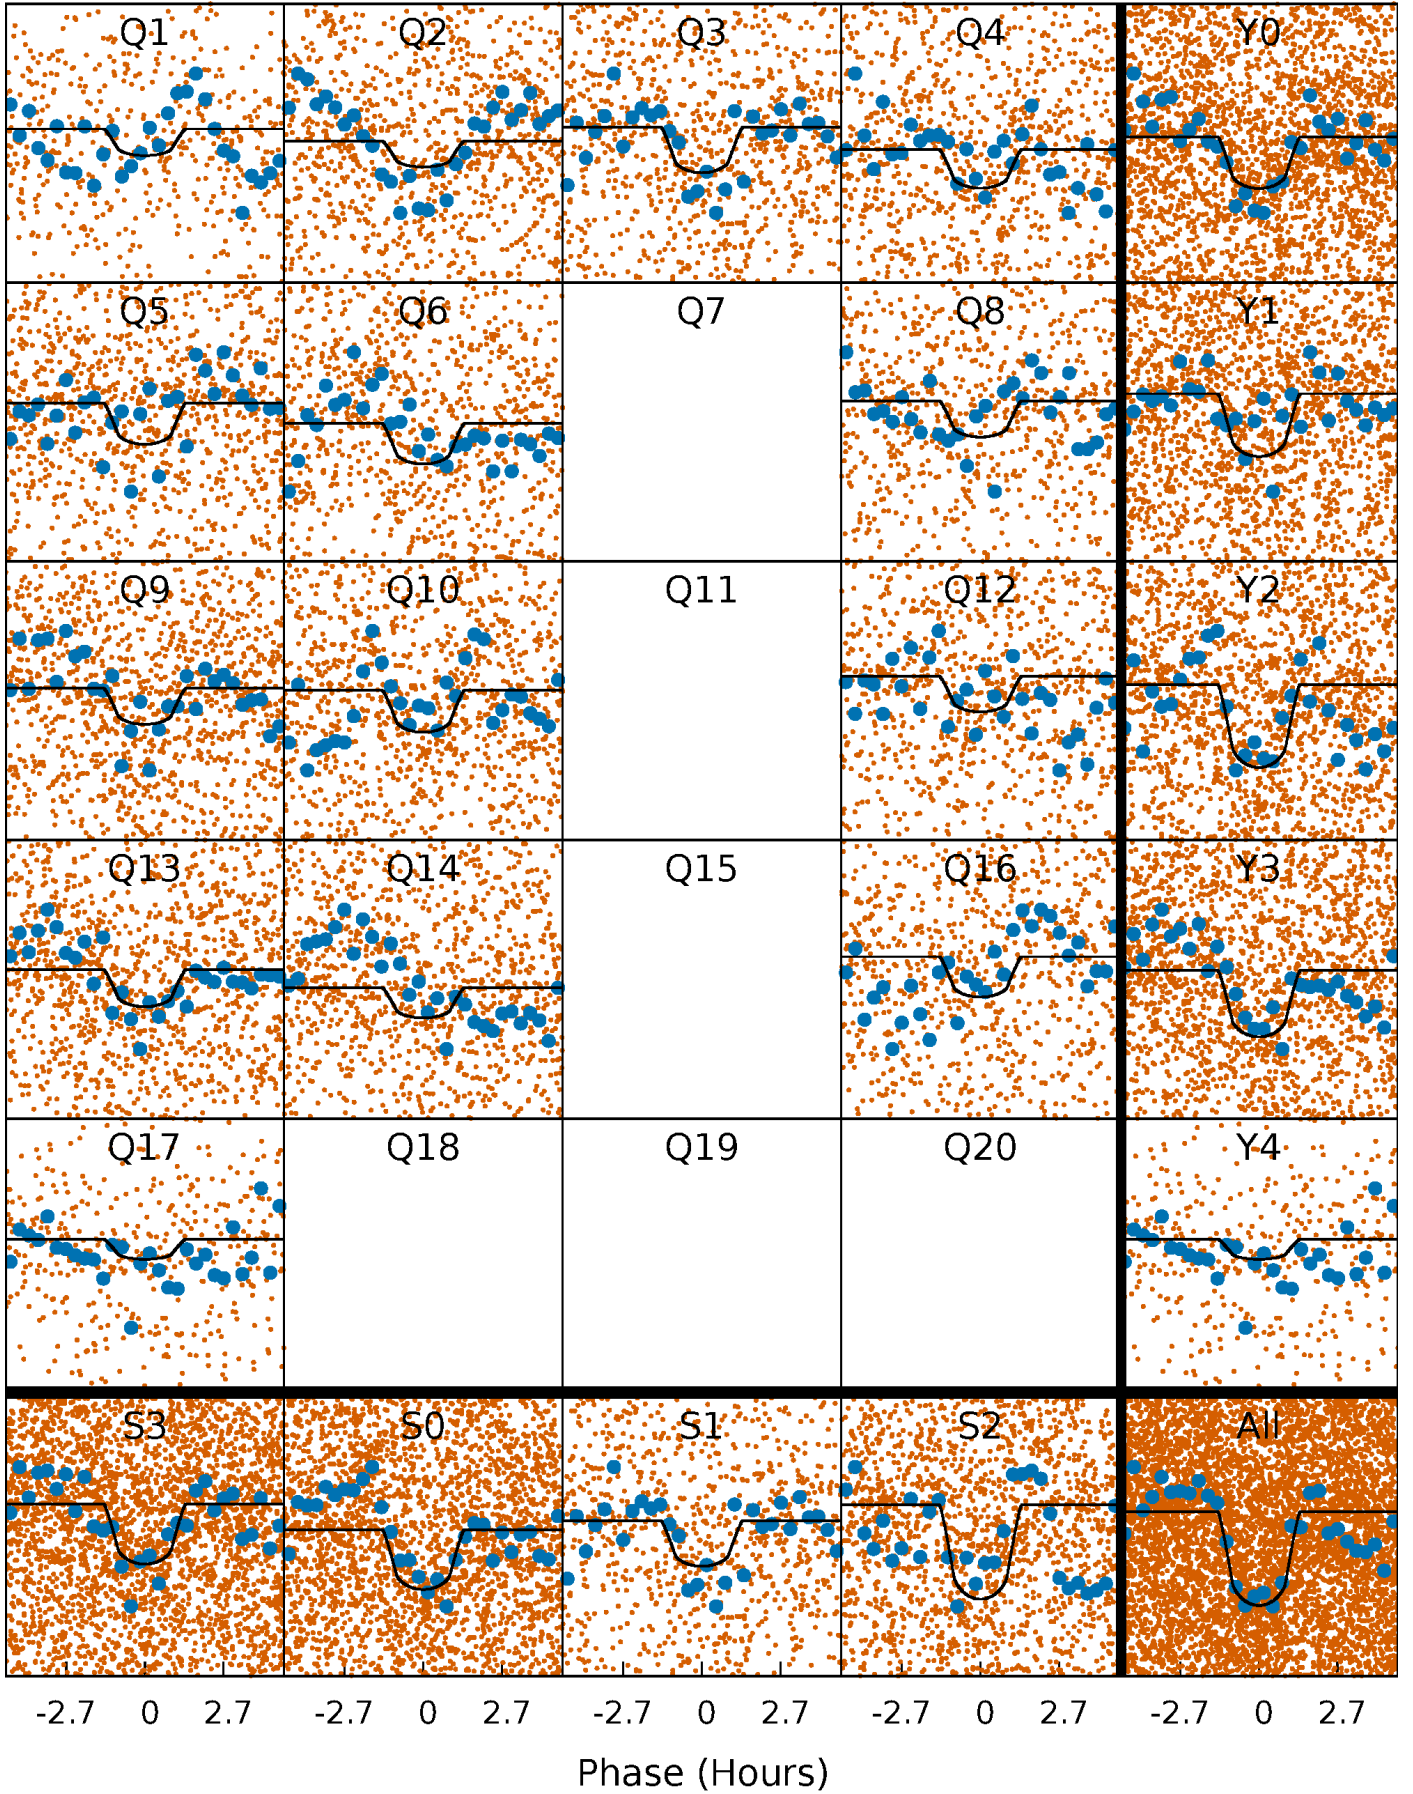 Q1 Q2 Q3 Q4 Y0
Q5 Q6 Q7 Q8 Y1
Q9 Q10 Q11 Q12 Y2
Q13 Q14 Q15 Q16 Y3
Q17 Q18 Q19 Q20 Y4
S3 S0 S1 S2 All
-2.7 0 2.7 -2.7 0 2.7 -2.7 0 2.7 -2.7 0 2.7 -2.7 0 2.7
Phase (Hours)